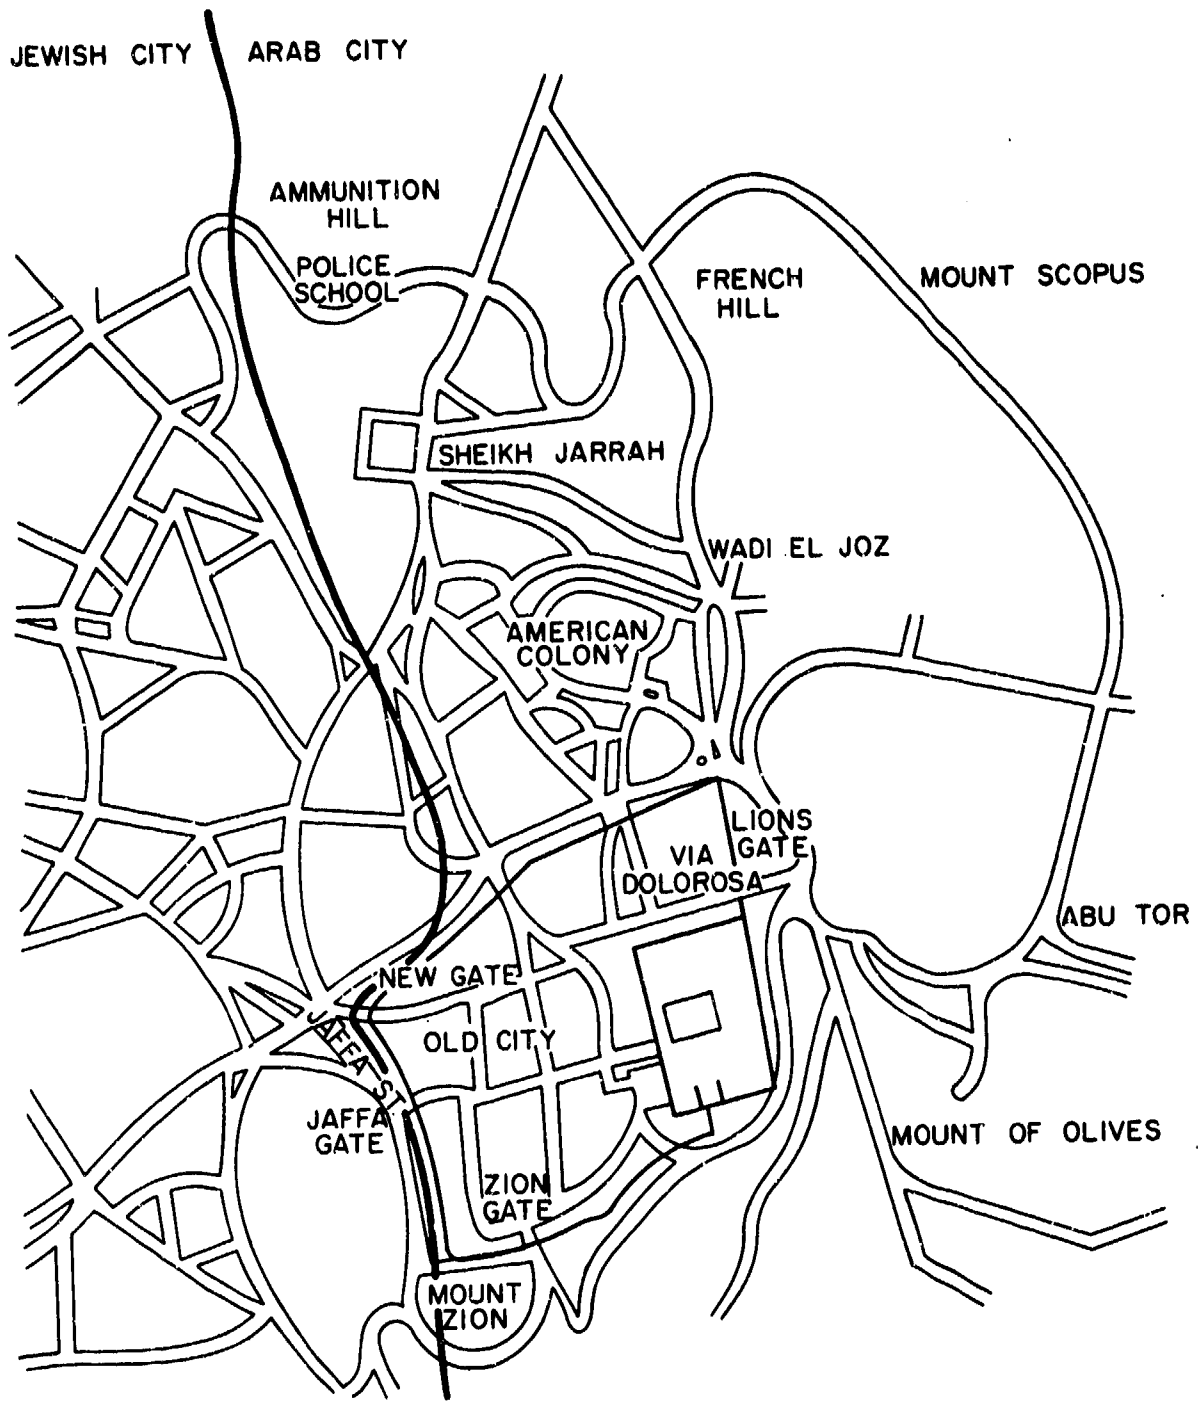 JEWISH CITY
ARAB CITY
AMMUNITION
HILL
POLICE
SCHOOL
FRENCH
HILL
MOUNT SCOPUS
SHEIKH JARRAH
WADI EL JOZ
AMERICAN
COLONY
LIONS
GATE
VIA
DOLOROSA
ABU TOR
NEW GATE
OLD CITY
JAFFA ST.
JAFFA
GATE
MOUNT OF OLIVES
ZION
GATE
MOUNT
ZION